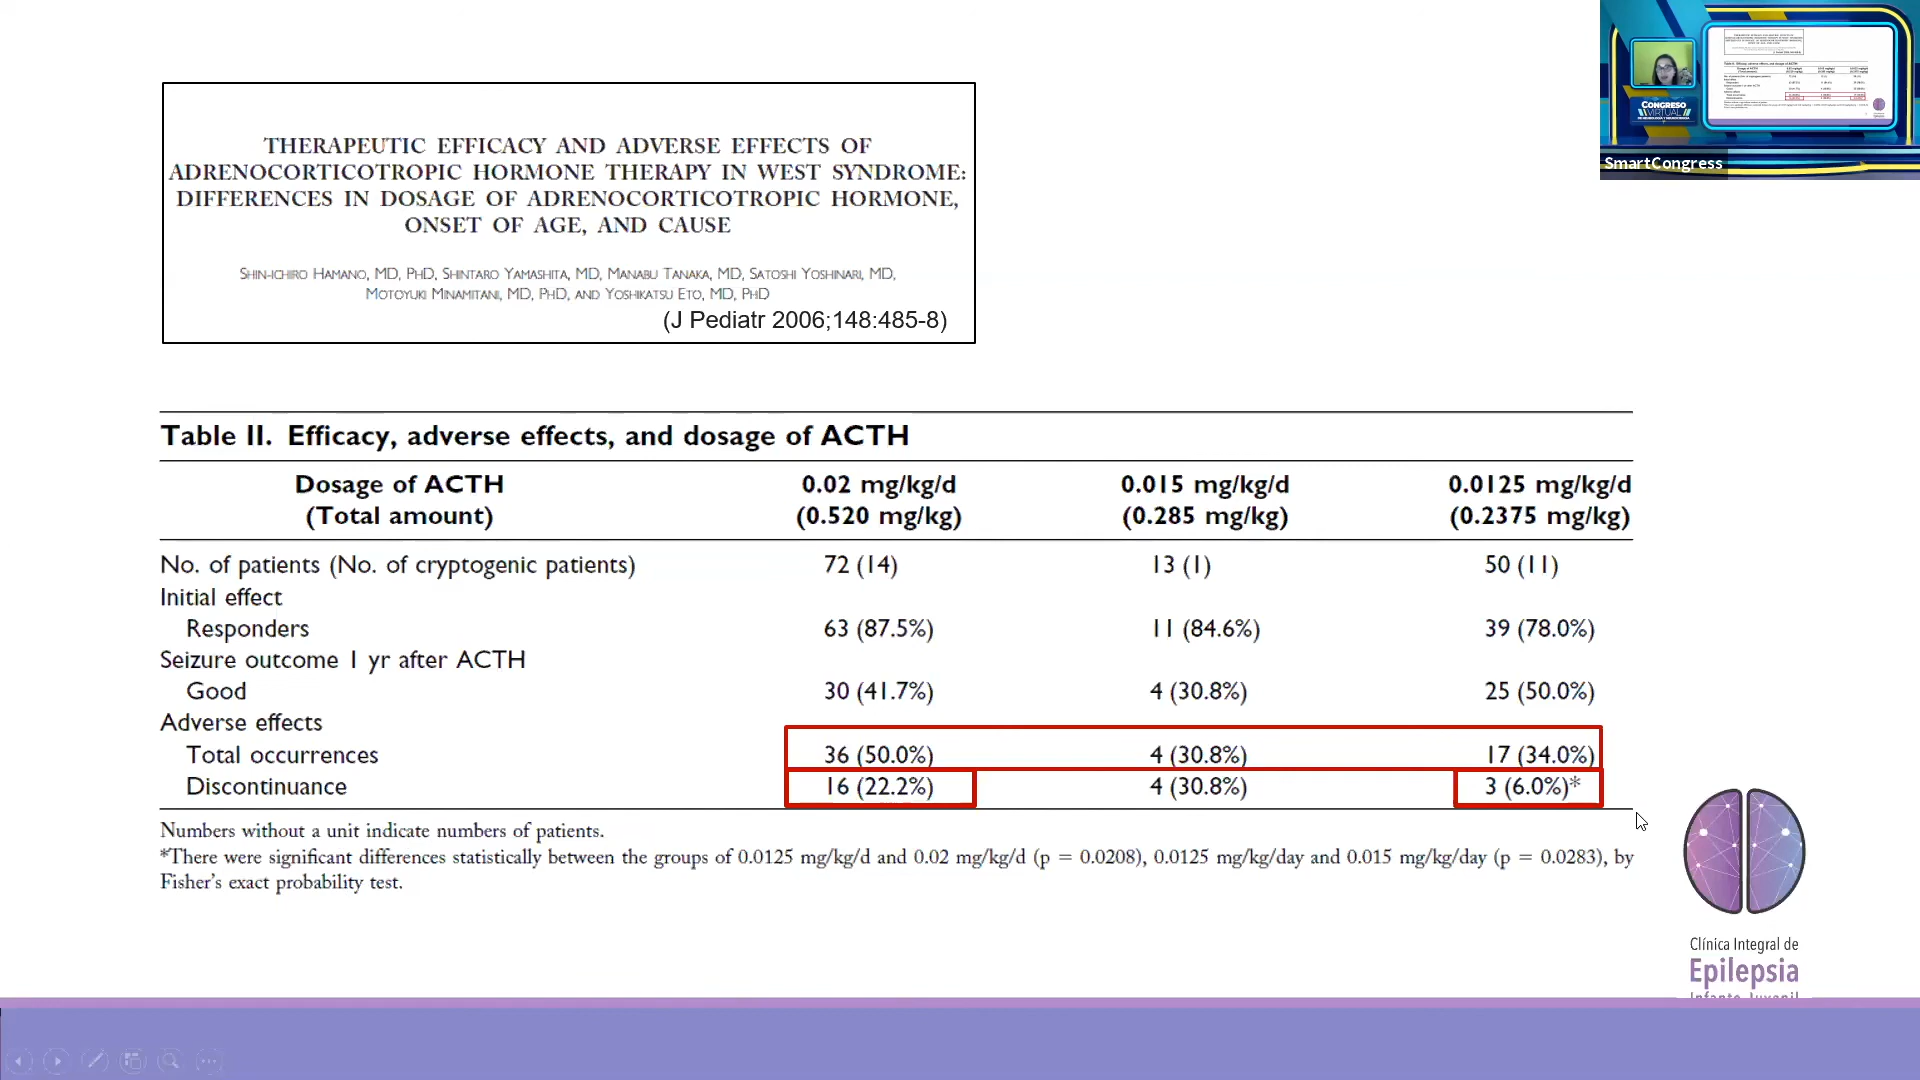 THERAPEUTIC EFFICACY AND ADVERSE EFFECTS OF
ADRENOCORTICOTROPIC HORMONE THERAPY IN WEST SYNDROME:
DIFFERENCES IN DOSAGE OF ADRENOCORTICOTROPIC HORMONE,
ONSET OF AGE, AND CAUSE
SHIN-ICHIRO HAMANO, MD, PHD, SHINTARO YAMASHITA, MD, MANABU TANAKA, MD, SATOSHI YOSHINARI, MD,
MOTOYUKI MINAMITANI, MD, PHD, AND YOSHIKATSU ETO, MD, PHD
(J Pediatr 2006;148:485-8)
CONGRESO
VIRTUAL
SmartCongress
Table II. Efficacy, adverse effects, and dosage of ACTH
Dosage of ACTH 0.02 mg/kg/d 0.015 mg/kg/d 0.0125 mg/kg/d
(Total amount) (0.520 mg/kg) (0.285 mg/kg) (0.2375 mg/kg)
No. of patients (No. of cryptogenic patients) 72 (14) 13 (1) 50 (11)
Initial effect
Responders 63 (87.5%) 11 (84.6%) 39 (78.0%)
Seizure outcome 1 yr after ACTH
Good 30 (41.7%) 4 (30.8%) 25 (50.0%)
Adverse effects
Total occurrences 36 (50.0%) 4 (30.8%) 17 (34.0%)
Discontinuance 16 (22.2%) 4 (30.8%) 3 (6.0%)*
Numbers without a unit indicate numbers of patients.
*There were significant differences statistically between the groups of 0.0125 mg/kg/d and 0.02 mg/kg/d (p = 0.0208), 0.0125 mg/kg/day and 0.015 mg/kg/day (p = 0.0283), by
Fisher's exact probability test.
Clínica Integral de
Epilepsia
Infanto Juvenil